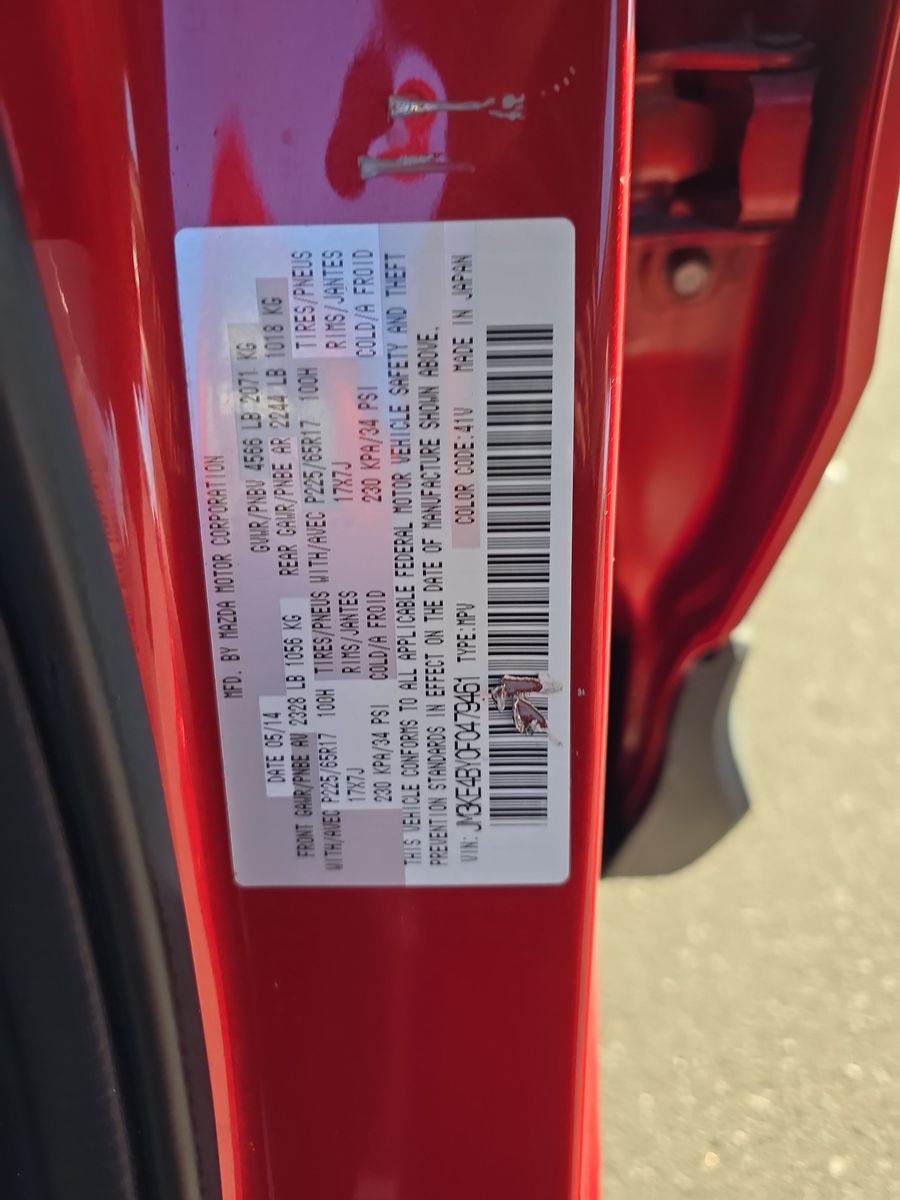 MFD. BY MAZDA MOTOR CORPORATION
DATE 05/14 GVWR/PNBV 4566 LB 2071 KG
FRONT GAWR/PNBE AV 2328 LB 1056 KG REAR GAWR/PNBE AR 2244 LB 1018 KG
WITH/AVEC P225/65R17 100H TIRES/PNEUS WITH/AVEC P225/65R17 100H TIRES/PNEUS
17X7J RIMS/JANTES 17X7J RIMS/JANTES
230 KPA/34 PSI COLD/A FROID 230 KPA/34 PSI COLD/A FROID
THIS VEHICLE CONFORMS TO ALL APPLICABLE FEDERAL MOTOR VEHICLE SAFETY AND THEFT
PREVENTION STANDARDS IN EFFECT ON THE DATE OF MANUFACTURE SHOWN ABOVE.
VIN: JM3KE4BY0F0479461 TYPE:MPV COLOR CODE:41V MADE IN JAPAN